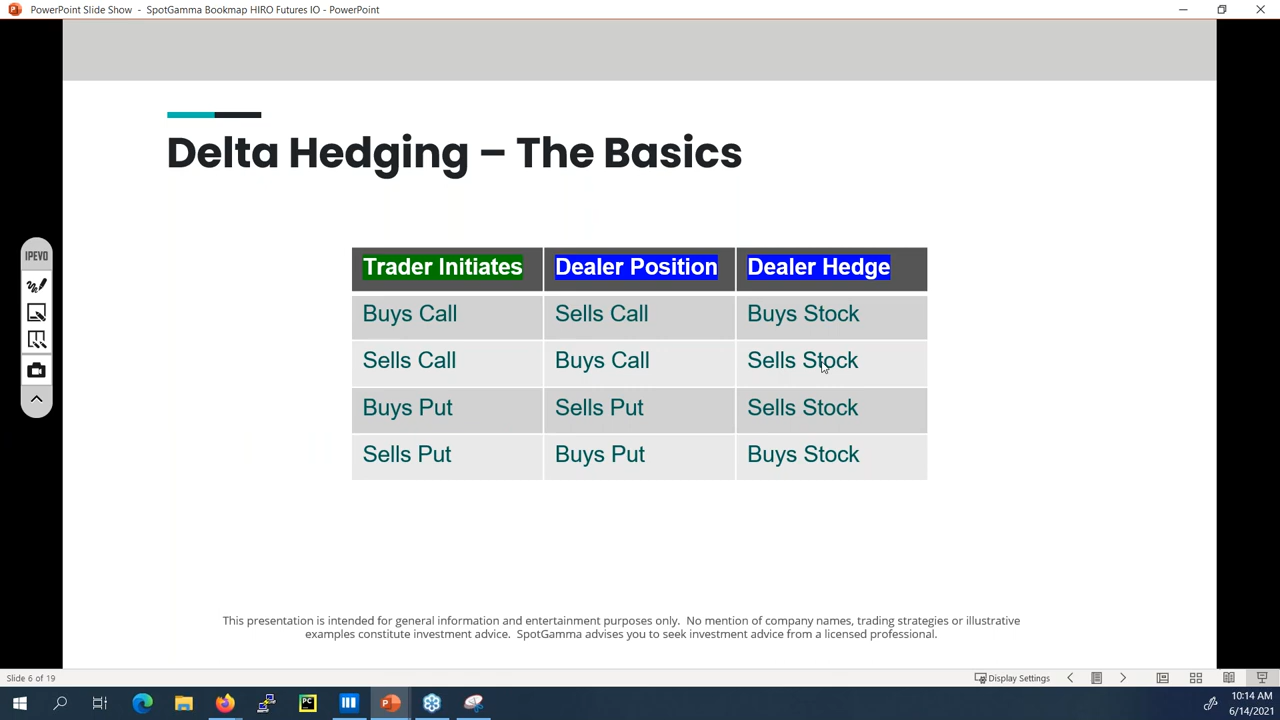 PowerPoint Slide Show - SpotGamma Bookmap HIRO Futures IO - PowerPoint
Delta Hedging – The Basics
IPEVO
Trader Initiates Dealer Position Dealer Hedge
Buys Call Sells Call Buys Stock
Sells Call Buys Call Sells Stock
Buys Put Sells Put Sells Stock
Sells Put Buys Put Buys Stock
This presentation is intended for general information and entertainment purposes only. No mention of company names, trading strategies or illustrative
examples constitute investment advice. SpotGamma advises you to seek investment advice from a licensed professional.
Slide 6 of 19
Display Settings
PC
10:14 AM
6/14/2021